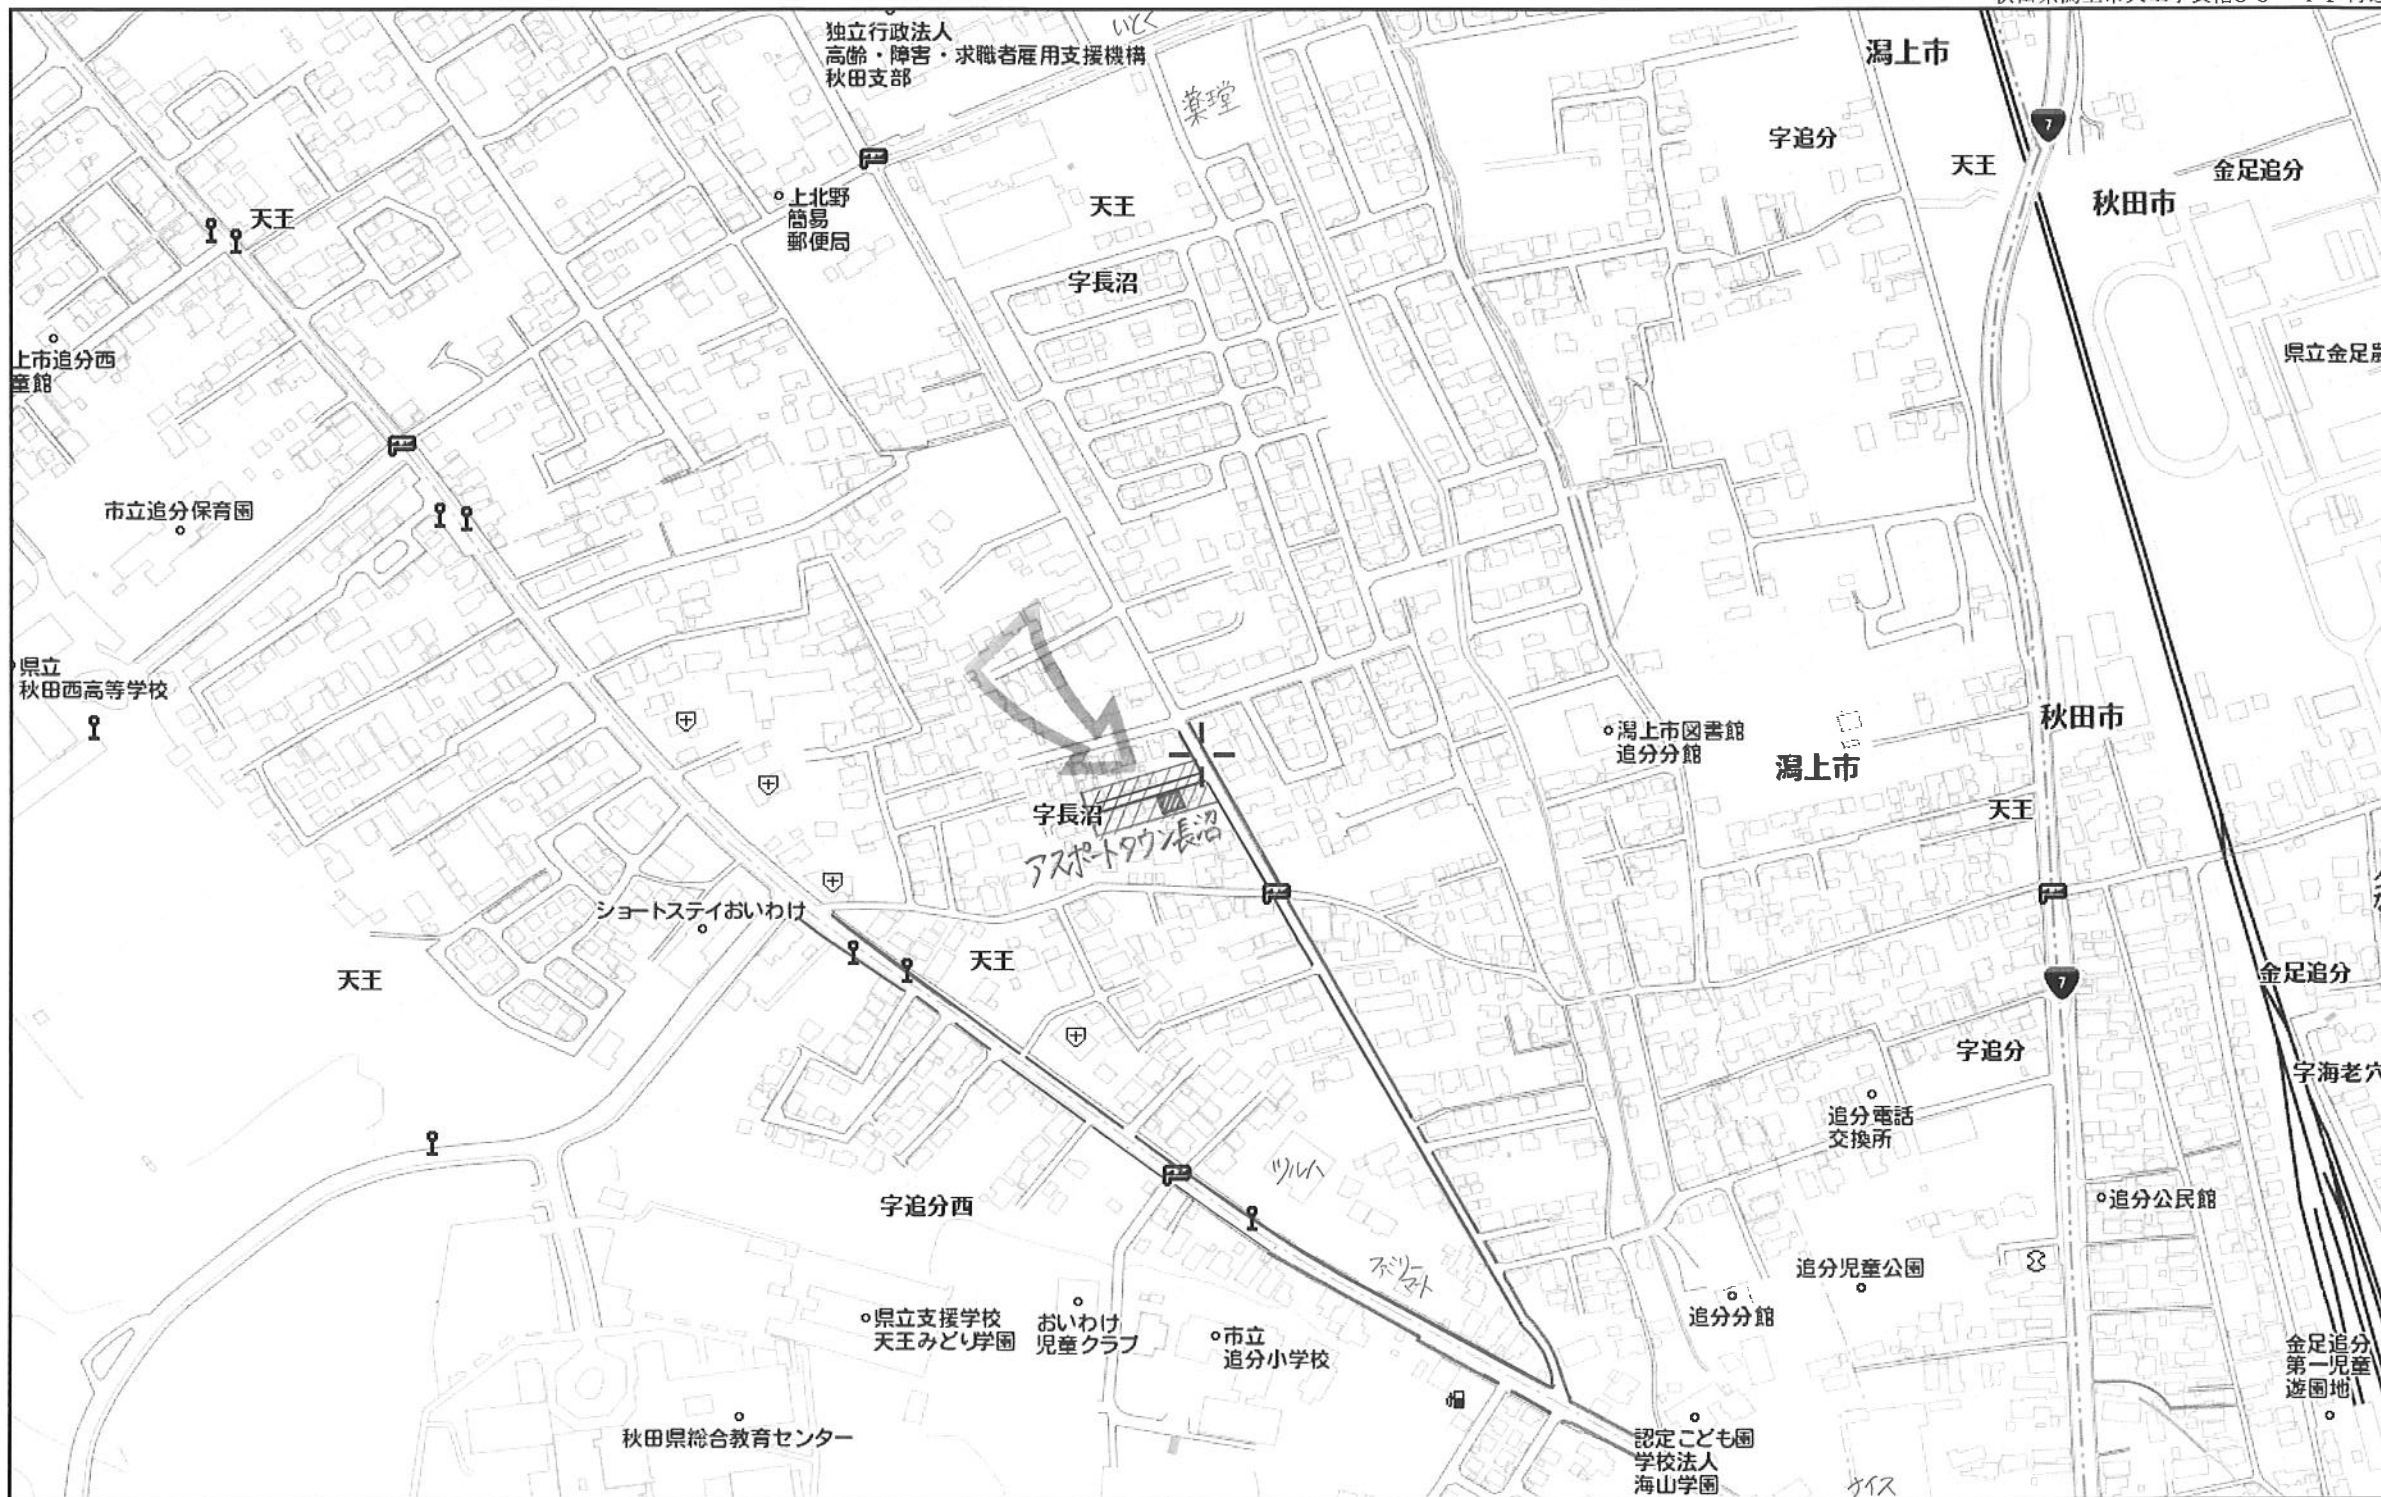 独立行政法人
高齢・障害・求職者雇用支援機構
秋田支部
いとく
薬王堂
潟上市
7
字追分
天王
金足追分
秋田市
上北野
簡易
郵便局
天王
天王
字長沼
上市追分西
童館
県立金足農
市立追分保育園
県立
秋田西高等学校
潟上市図書館
追分分館
秋田市
潟上市
字長沼
天王
アスポートタウン長沼
ショートステイおいわけ
天王
天王
金足追分
7
字追分
字海老穴
追分電話
交換所
ツルハ
字追分西
追分公民館
ファミリー
マート
追分児童公園
追分分館
県立支援学校
天王みどり学園
おいわけ
児童クラブ
市立
追分小学校
金足追分
第一児童
遊園地
秋田県総合教育センター
認定こども園
学校法人
海山学園
ナイス